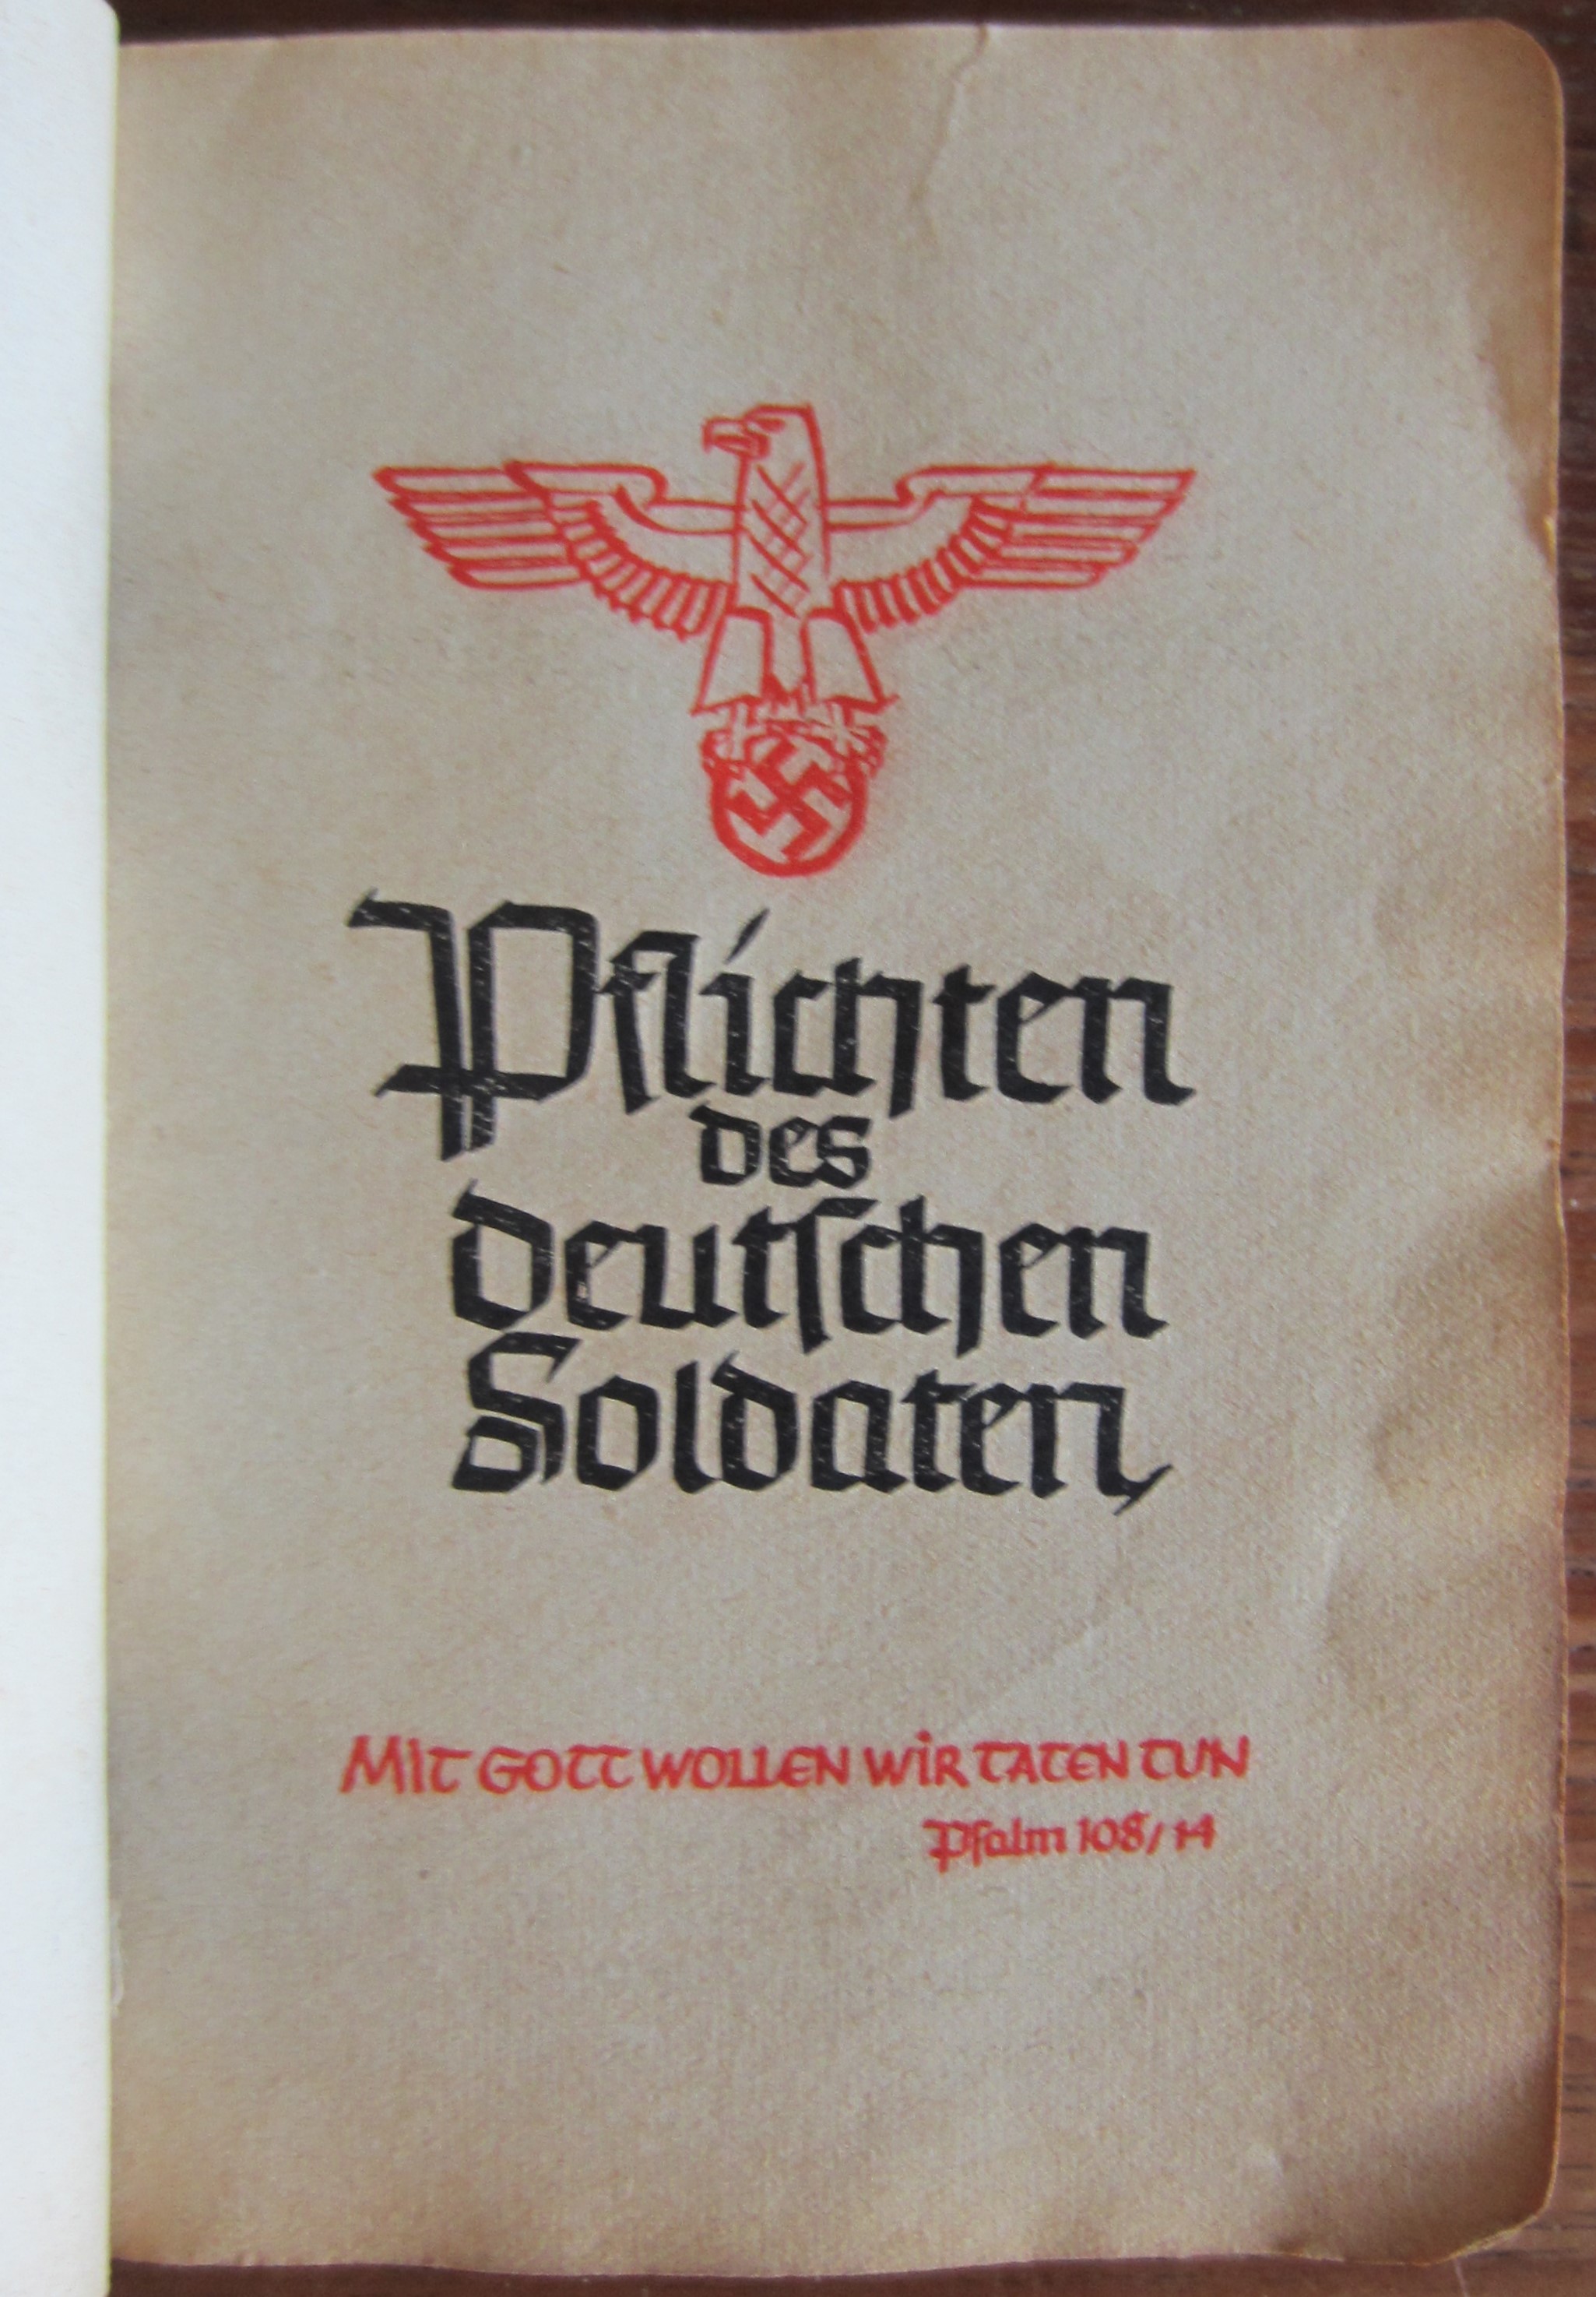 Pflichten
des
deutſchen
Soldaten
MIT GOTT WOLLEN WIR TATEN TUN
Pſalm 108/14